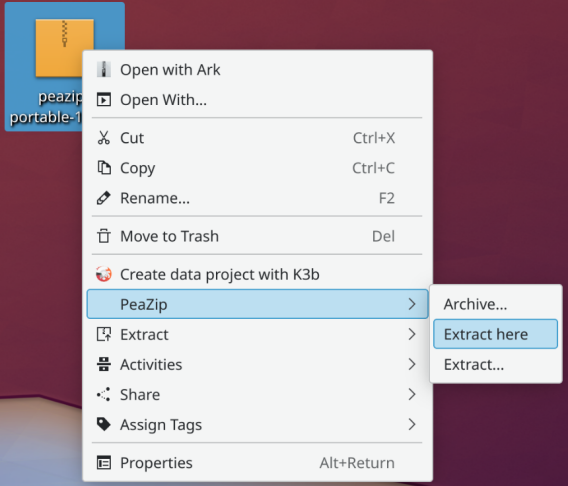 peazip
portable-1
Open with Ark
Open With...
Cut Ctrl+X
Copy Ctrl+C
Rename... F2
Move to Trash Del
Create data project with K3b
PeaZip
Extract
Activities
Share
Assign Tags
Properties Alt+Return
Archive...
Extract here
Extract...